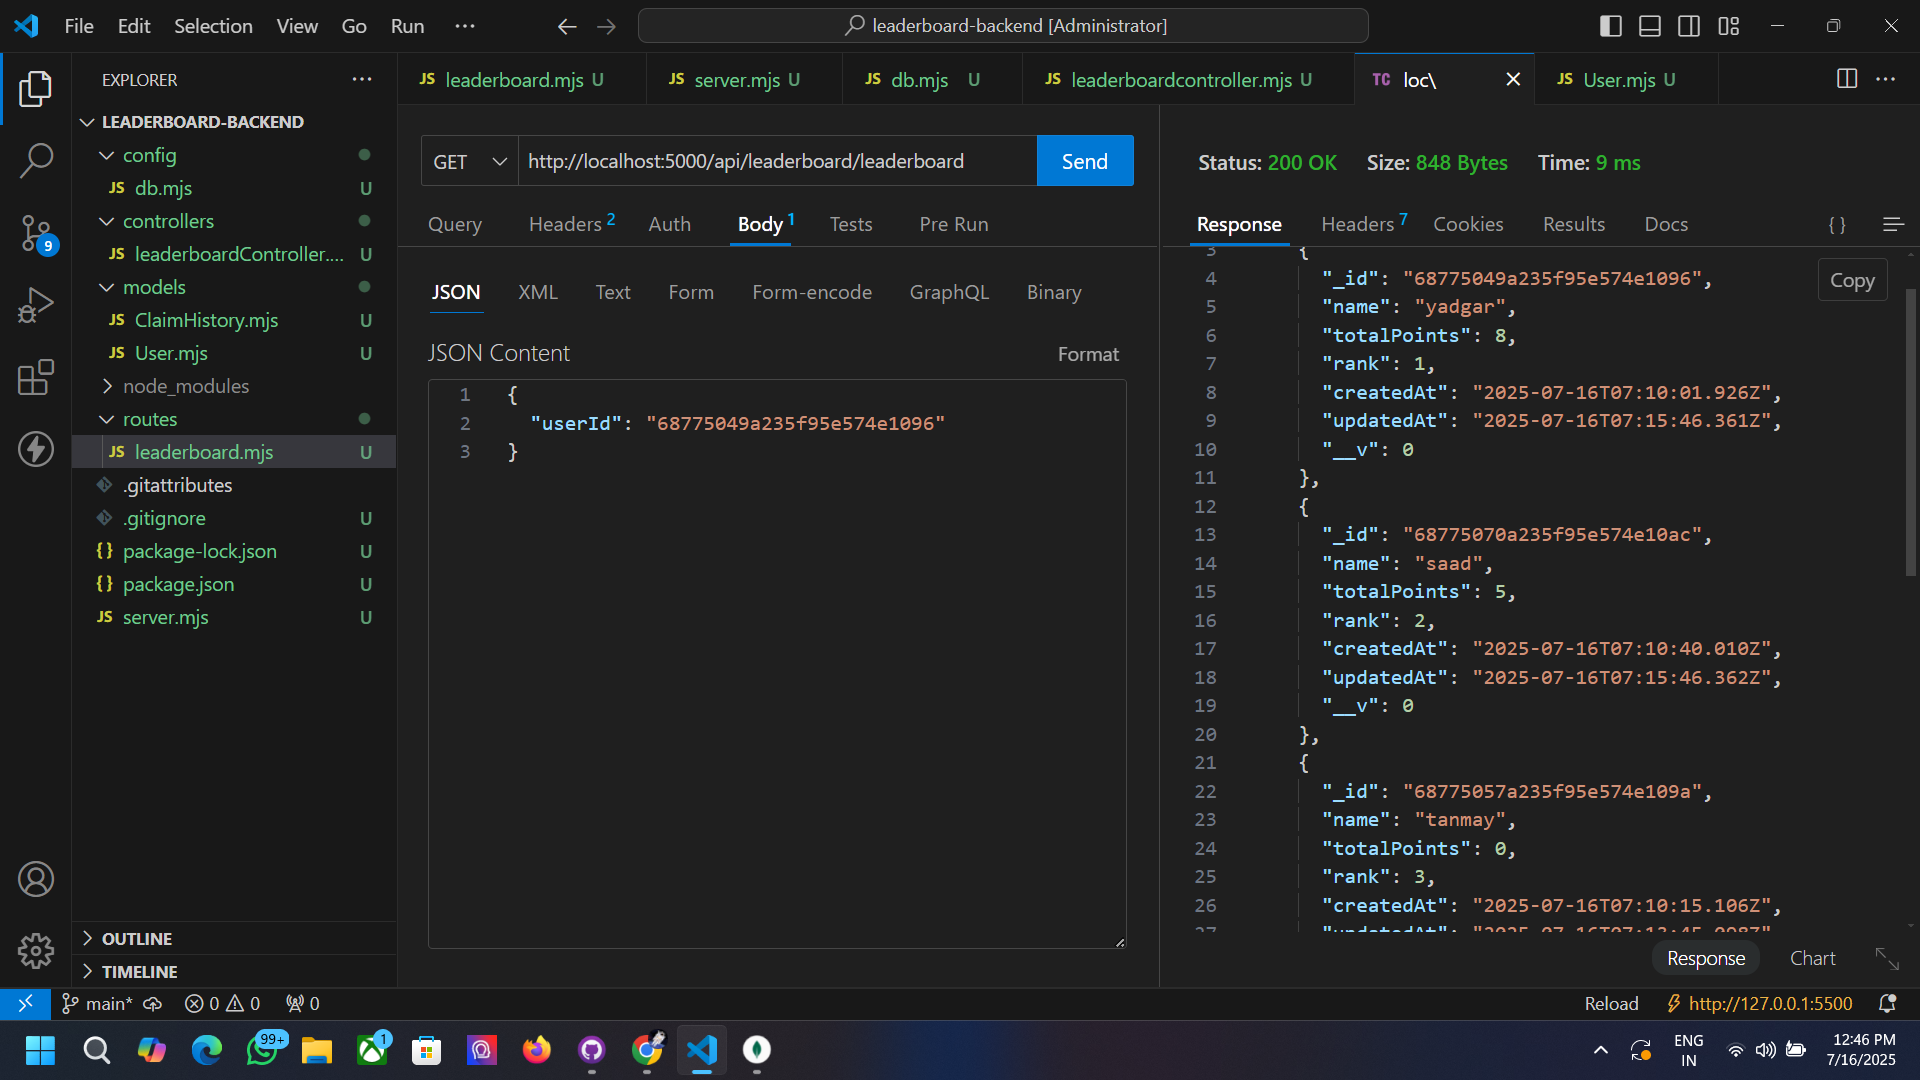 File Edit Selection View Go Run ···
leaderboard-backend [Administrator]
EXPLORER ···
LEADERBOARD-BACKEND
config
JS db.mjs U
controllers
JS leaderboardController.... U
models
JS ClaimHistory.mjs U
JS User.mjs U
node_modules
routes
JS leaderboard.mjs U
.gitattributes
.gitignore U
{} package-lock.json U
{} package.json U
JS server.mjs U
OUTLINE
TIMELINE
9
JS leaderboard.mjs U
JS server.mjs U
JS db.mjs U
JS leaderboardcontroller.mjs U
TC loc\
JS User.mjs U
GET http://localhost:5000/api/leaderboard/leaderboard Send
Query Headers 2 Auth Body 1 Tests Pre Run
JSON XML Text Form Form-encode GraphQL Binary
JSON Content Format
1 {
2 "userId": "68775049a235f95e574e1096"
3 }
Status: 200 OK Size: 848 Bytes Time: 9 ms
Response Headers 7 Cookies Results Docs {}
Copy
3 {
4 "_id": "68775049a235f95e574e1096",
5 "name": "yadgar",
6 "totalPoints": 8,
7 "rank": 1,
8 "createdAt": "2025-07-16T07:10:01.926Z",
9 "updatedAt": "2025-07-16T07:15:46.361Z",
10 "__v": 0
11 },
12 {
13 "_id": "68775070a235f95e574e10ac",
14 "name": "saad",
15 "totalPoints": 5,
16 "rank": 2,
17 "createdAt": "2025-07-16T07:10:40.010Z",
18 "updatedAt": "2025-07-16T07:15:46.362Z",
19 "__v": 0
20 },
21 {
22 "_id": "68775057a235f95e574e109a",
23 "name": "tanmay",
24 "totalPoints": 0,
25 "rank": 3,
26 "createdAt": "2025-07-16T07:10:15.106Z",
Response Chart
main* 0 0 0 Reload http://127.0.0.1:5500
99+
1
ENG
IN
12:46 PM
7/16/2025